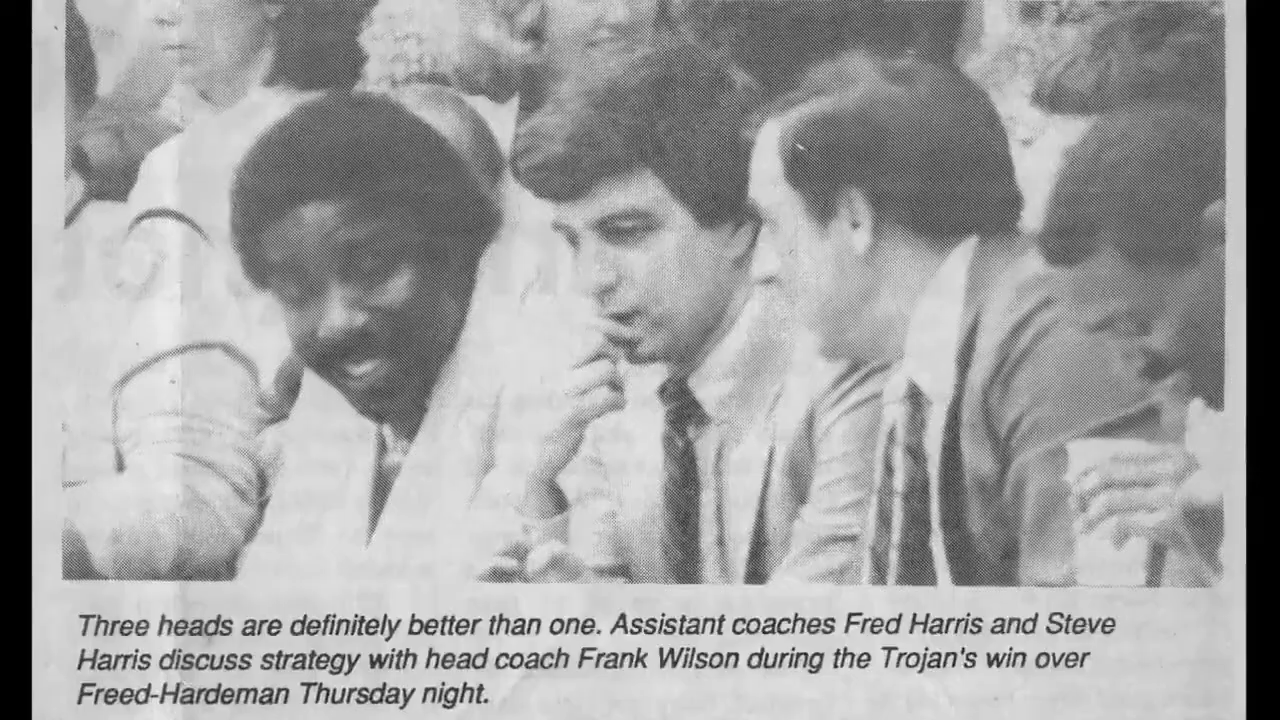 Three heads are definitely better than one. Assistant coaches Fred Harris and Steve
Harris discuss strategy with head coach Frank Wilson during the Trojan's win over
Freed-Hardeman Thursday night.